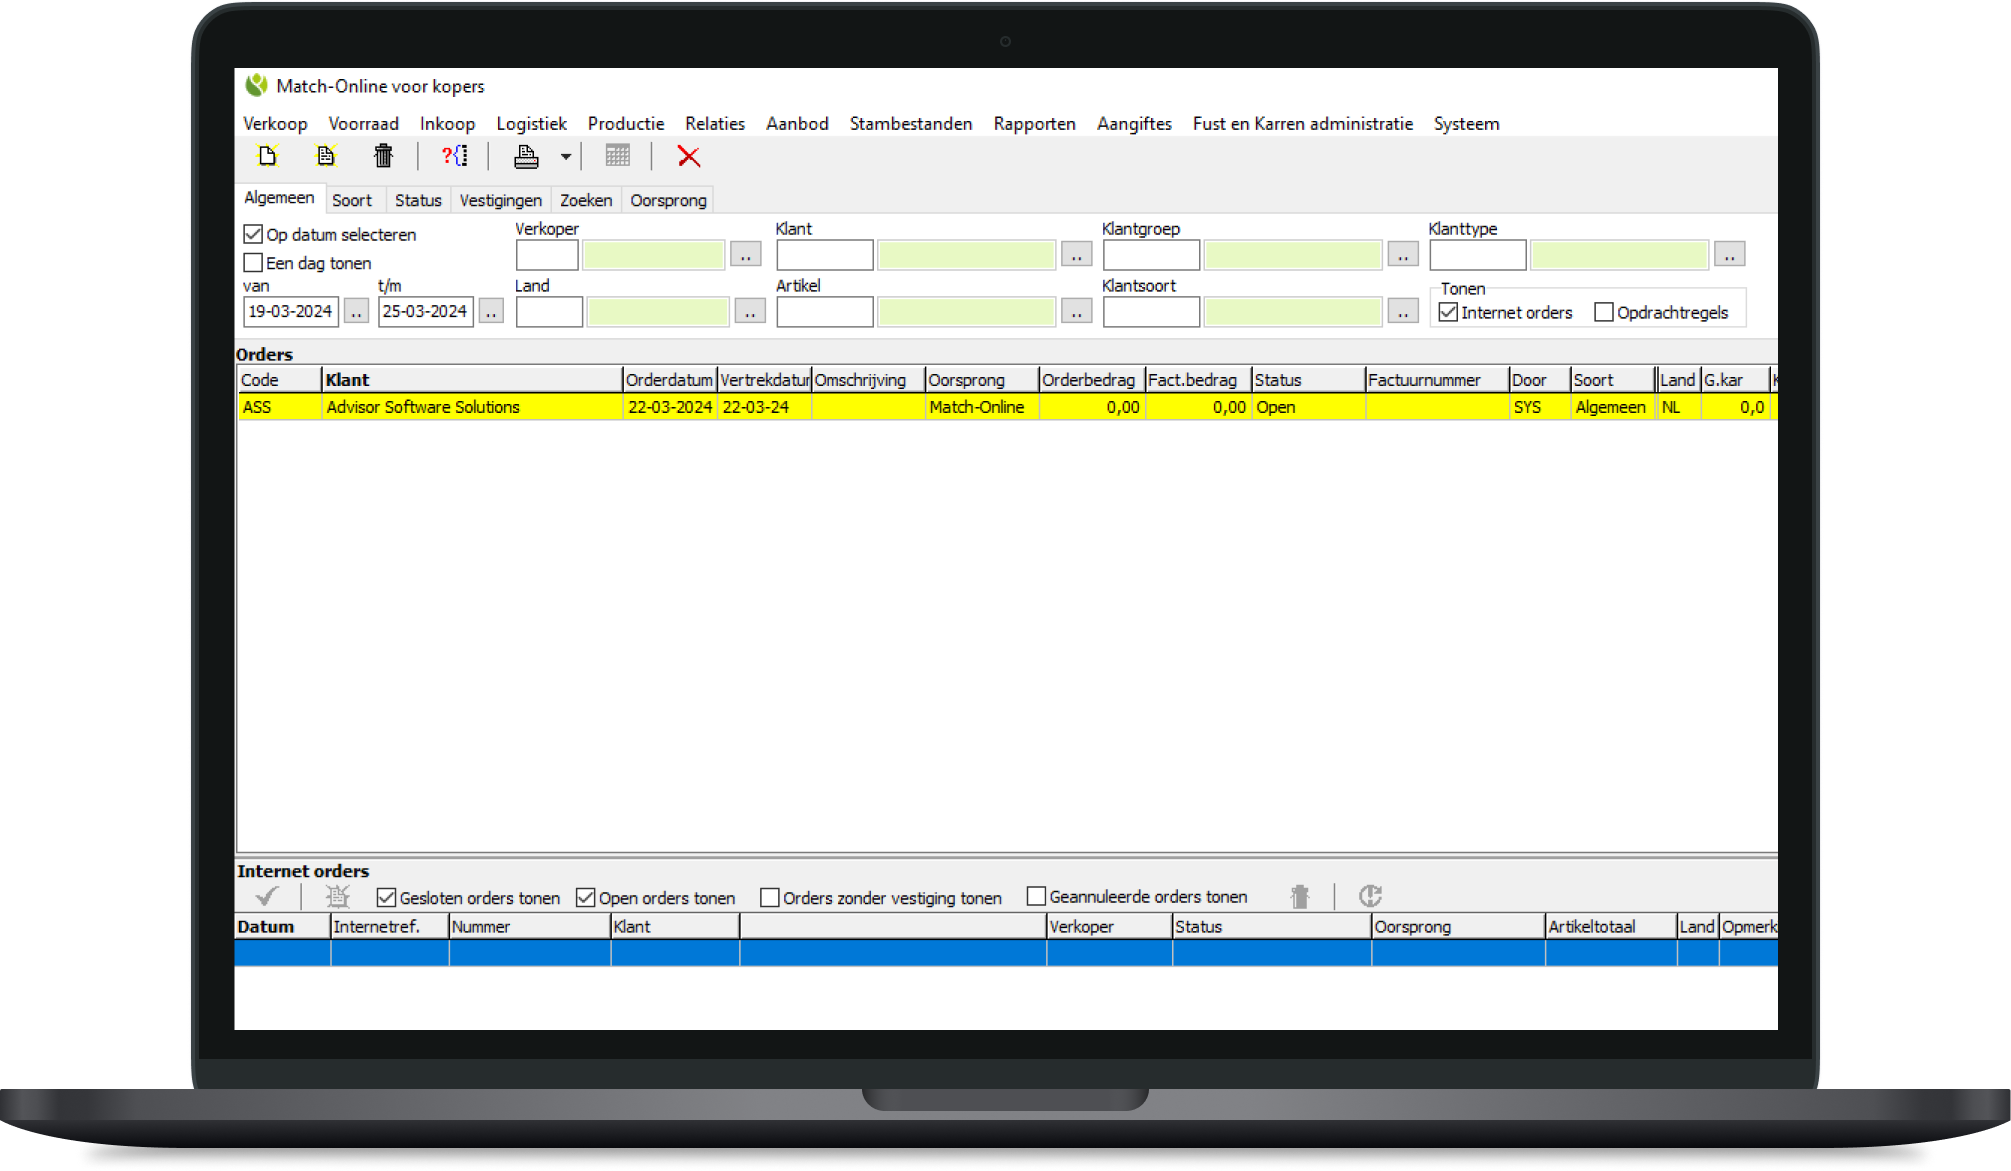 Match-Online voor kopers
Verkoop Voorraad Inkoop Logistiek Productie Relaties Aanbod Stambestanden Rapporten Aangiftes Fust en Karren administratie Systeem
Algemeen Soort Status Vestigingen Zoeken Oorsprong
Op datum selecteren Verkoper Klant Klantgroep Klanttype
.. .. .. ..
Een dag tonen
van t/m Land Artikel Klantsoort Tonen
19-03-2024 .. 25-03-2024 .. .. .. .. Internet orders Opdrachtregels
Orders
Code Klant Orderdatum Vertrekdatum Omschrijving Oorsprong Orderbedrag Fact.bedrag Status Factuurnummer Door Soort Land G.kar
ASS Advisor Software Solutions 22-03-2024 22-03-24 Match-Online 0,00 0,00 Open SYS Algemeen NL 0,0
Internet orders
Gesloten orders tonen Open orders tonen Orders zonder vestiging tonen Geannuleerde orders tonen
Datum Internetref. Nummer Klant Verkoper Status Oorsprong Artikeltotaal Land Opmerk